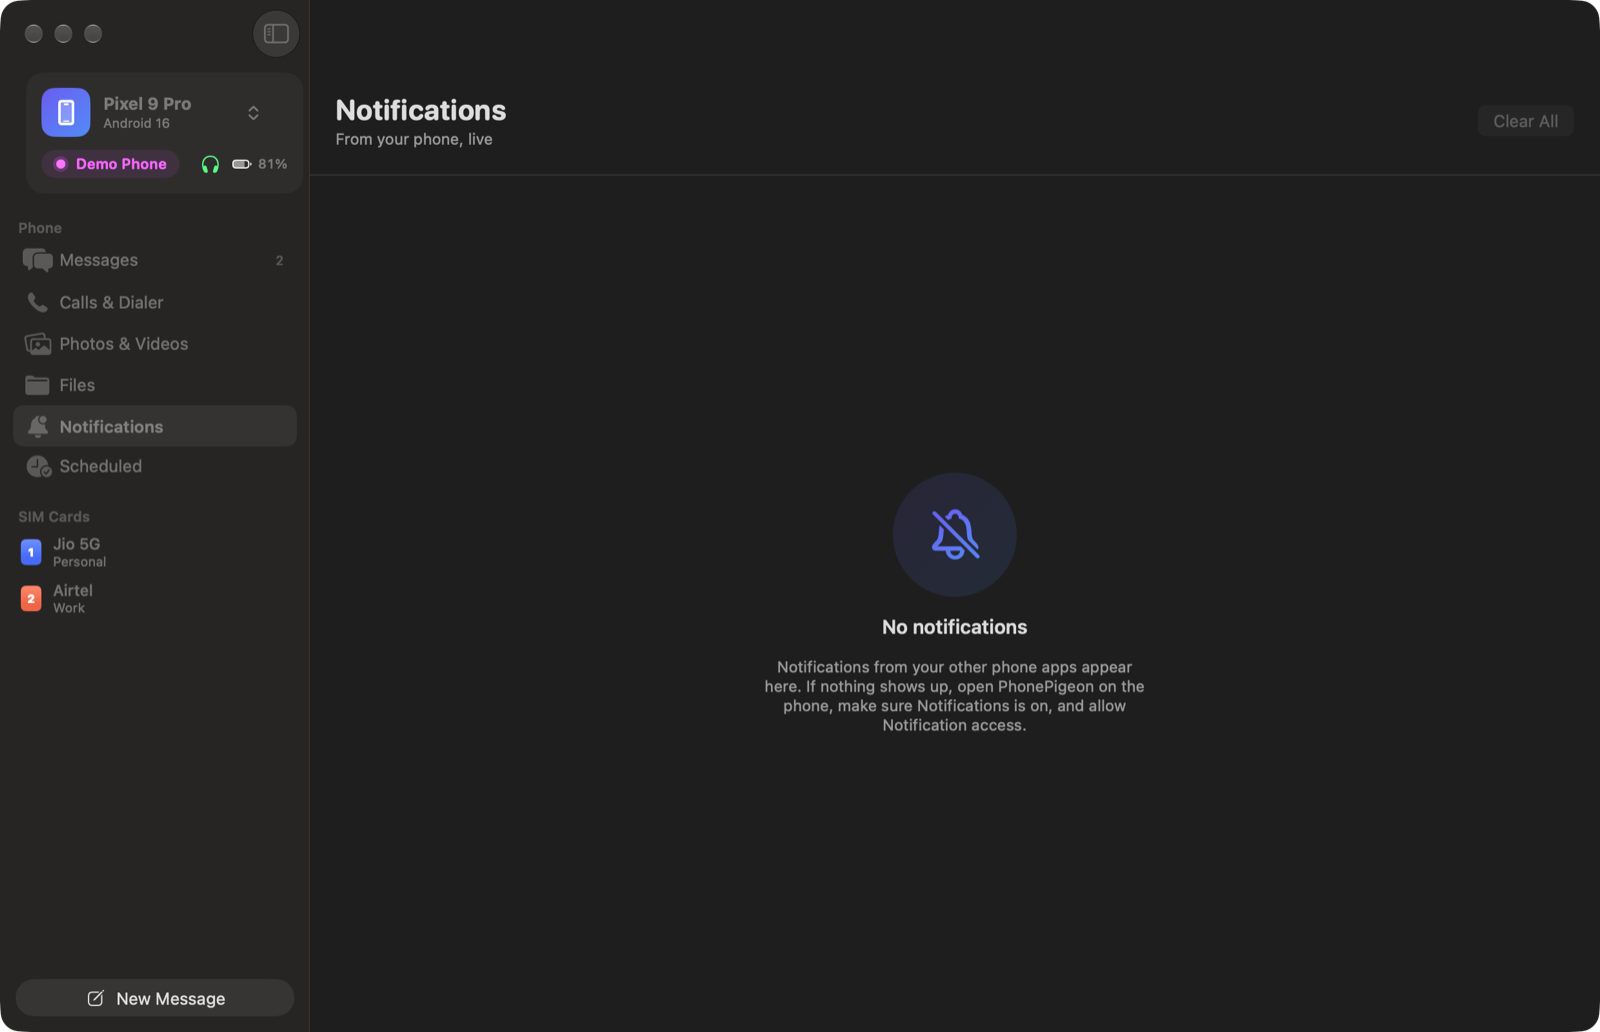 Pixel 9 Pro
Android 16
Demo Phone
81%
Phone
Messages 2
Calls & Dialer
Photos & Videos
Files
Notifications
Scheduled
SIM Cards
1 Jio 5G
Personal
2 Airtel
Work
New Message
Notifications
From your phone, live
Clear All
No notifications
Notifications from your other phone apps appear
here. If nothing shows up, open PhonePigeon on the
phone, make sure Notifications is on, and allow
Notification access.